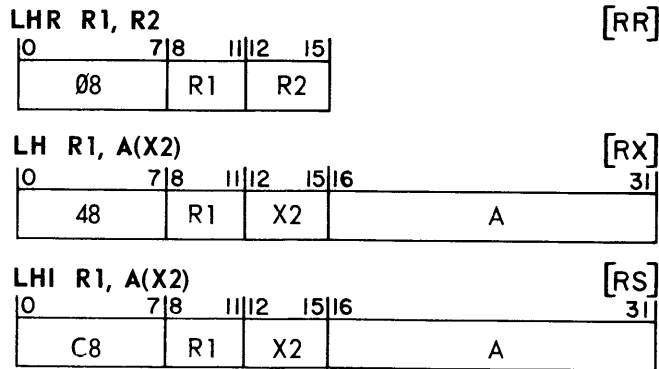 LHR R1, R2 [RR]
0 7 8 11 12 15
Ø8 R1 R2
LH R1, A(X2) [RX]
0 7 8 11 12 15 16 31
48 R1 X2 A
LHI R1, A(X2) [RS]
0 7 8 11 12 15 16 31
C8 R1 X2 A